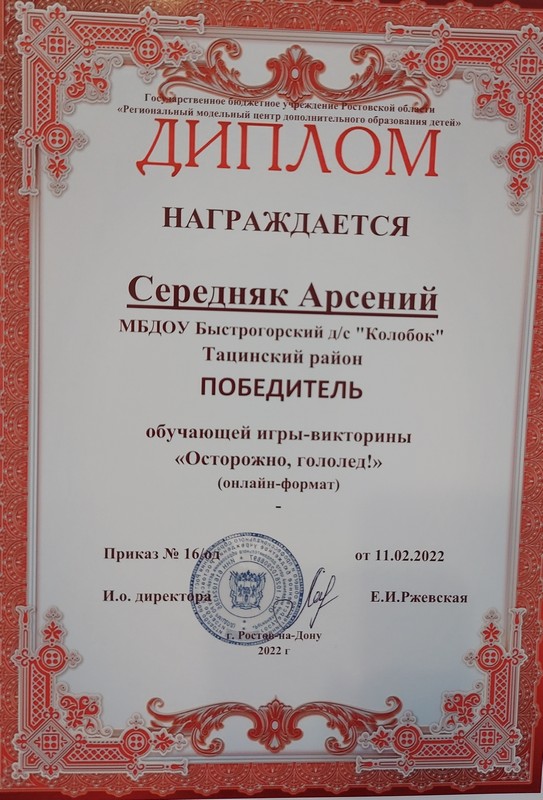 Государственное бюджетное учреждение Ростовской области
«Региональный модельный центр дополнительного образования детей»
ДИПЛОМ
НАГРАЖДАЕТСЯ
Середняк Арсений
МБДОУ Быстрогорский д/с "Колобок"
Тацинский район
ПОБЕДИТЕЛЬ
обучающей игры-викторины
«Осторожно, гололед!»
(онлайн-формат)
-
Приказ № 16/од от 11.02.2022
И.о. директора Е.И.Ржевская
г. Ростов-на-Дону
2022 г